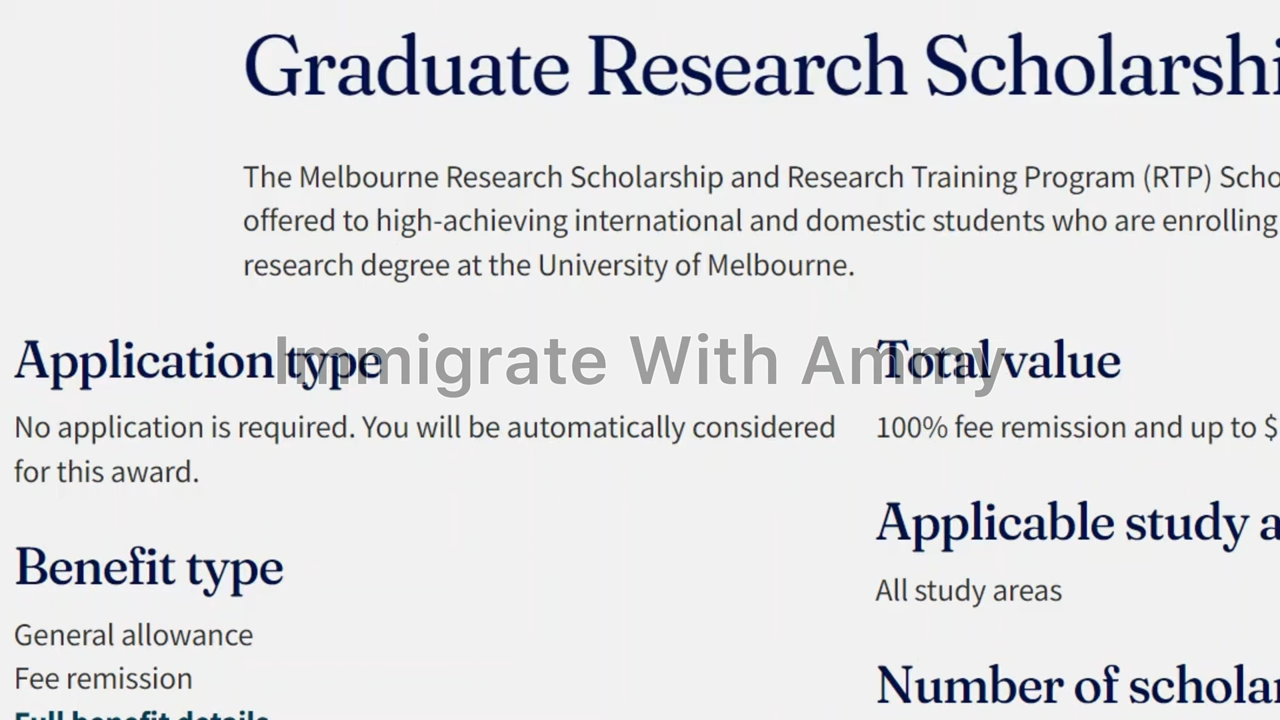 Graduate Research
The Melbourne Research Scholarship and Research Training Program (RTP)
offered to high-achieving international and domestic students who are enrolling
research degree at the University of Melbourne.
Application type
No application is required. You will be automatically considered
for this award.
Benefit type
General allowance
Fee remission
Full benefit details
Immigrate With Ammy
Total value
100% fee remission and up to $
Applicable study
All study areas
Number of